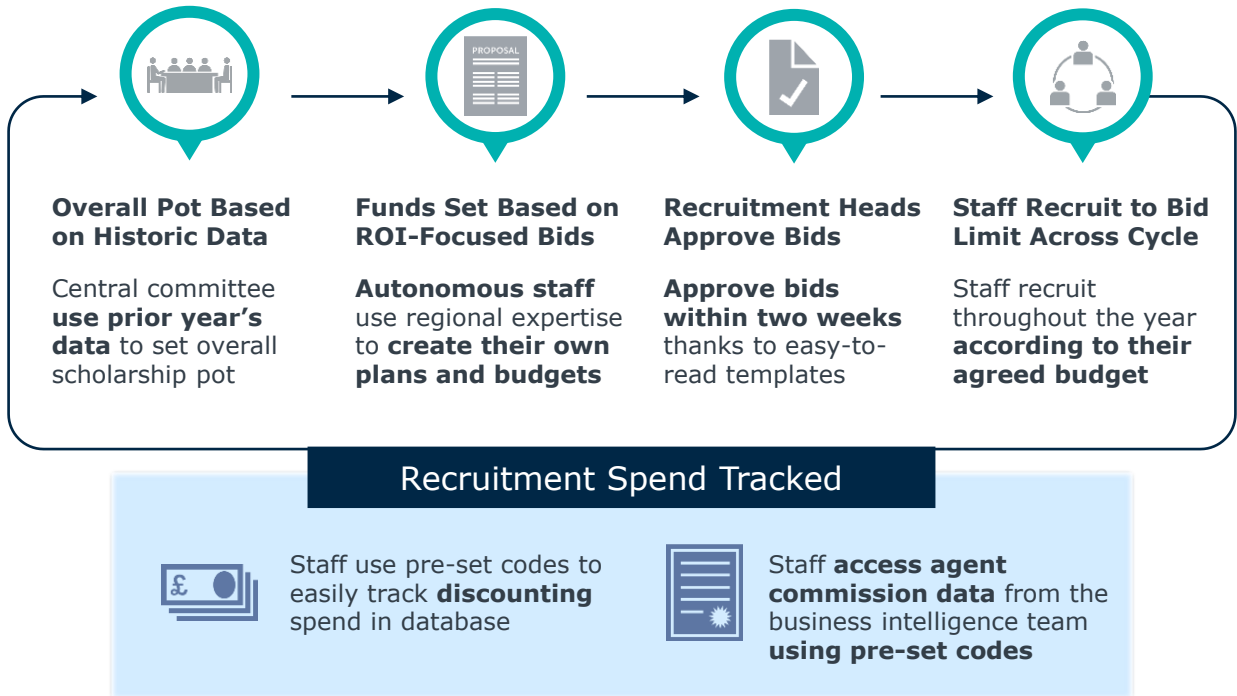 PROPOSAL
Overall Pot Based
on Historic Data
Central committee
use prior year’s
data to set overall
scholarship pot
Funds Set Based on
ROI-Focused Bids
Autonomous staff
use regional expertise
to create their own
plans and budgets
Recruitment Heads
Approve Bids
Approve bids
within two weeks
thanks to easy-to-
read templates
Staff Recruit to Bid
Limit Across Cycle
Staff recruit
throughout the year
according to their
agreed budget
Recruitment Spend Tracked
£
Staff use pre-set codes to
easily track discounting
spend in database
Staff access agent
commission data from the
business intelligence team
using pre-set codes